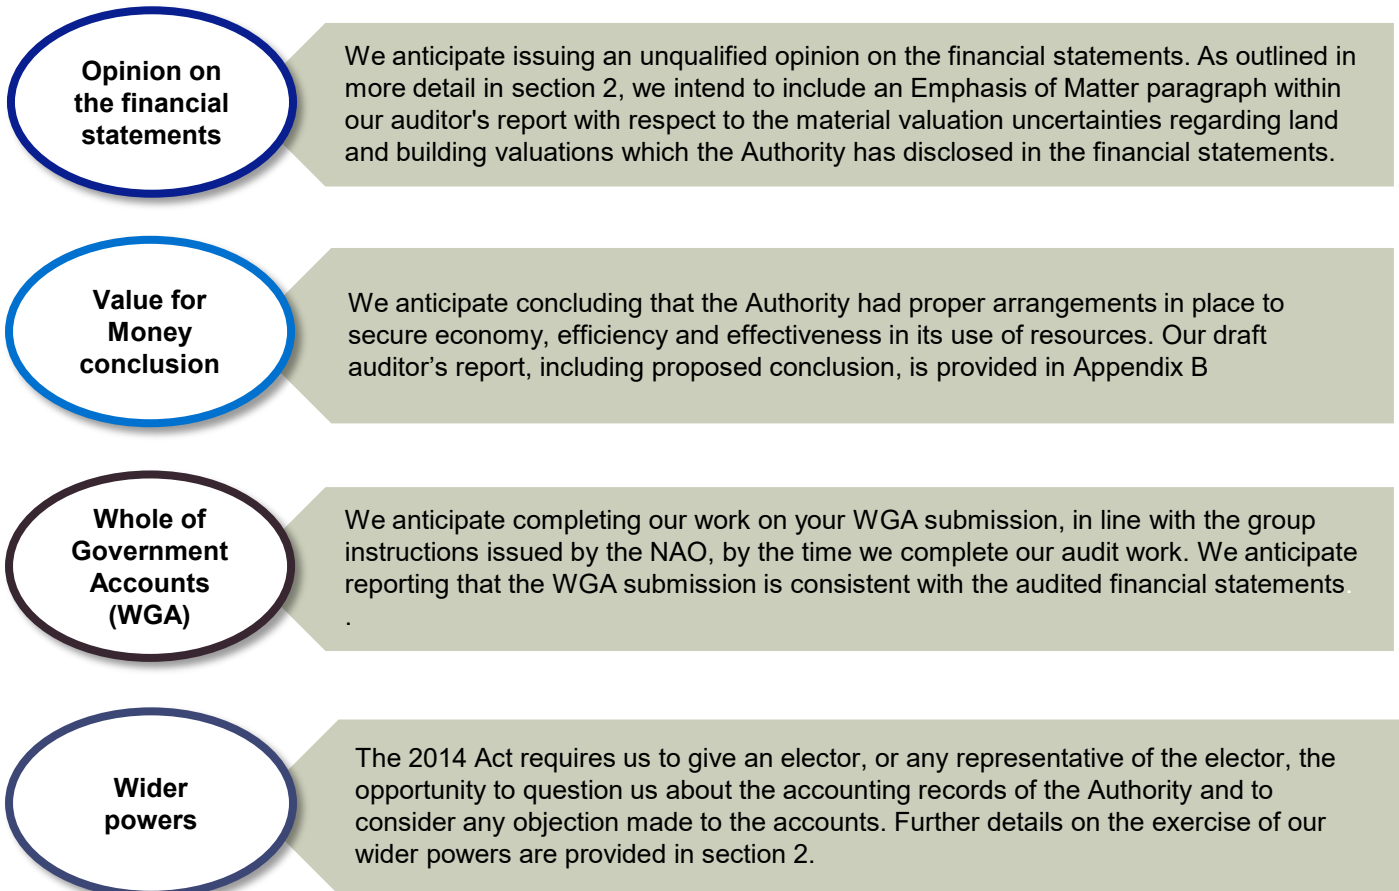 Opinion on
the financial
statements
We anticipate issuing an unqualified opinion on the financial statements. As outlined in
more detail in section 2, we intend to include an Emphasis of Matter paragraph within
our auditor's report with respect to the material valuation uncertainties regarding land
and building valuations which the Authority has disclosed in the financial statements.
Value for
Money
conclusion
We anticipate concluding that the Authority had proper arrangements in place to
secure economy, efficiency and effectiveness in its use of resources. Our draft
auditor’s report, including proposed conclusion, is provided in Appendix B
Whole of
Government
Accounts
(WGA)
We anticipate completing our work on your WGA submission, in line with the group
instructions issued by the NAO, by the time we complete our audit work. We anticipate
reporting that the WGA submission is consistent with the audited financial statements.
.
Wider
powers
The 2014 Act requires us to give an elector, or any representative of the elector, the
opportunity to question us about the accounting records of the Authority and to
consider any objection made to the accounts. Further details on the exercise of our
wider powers are provided in section 2.